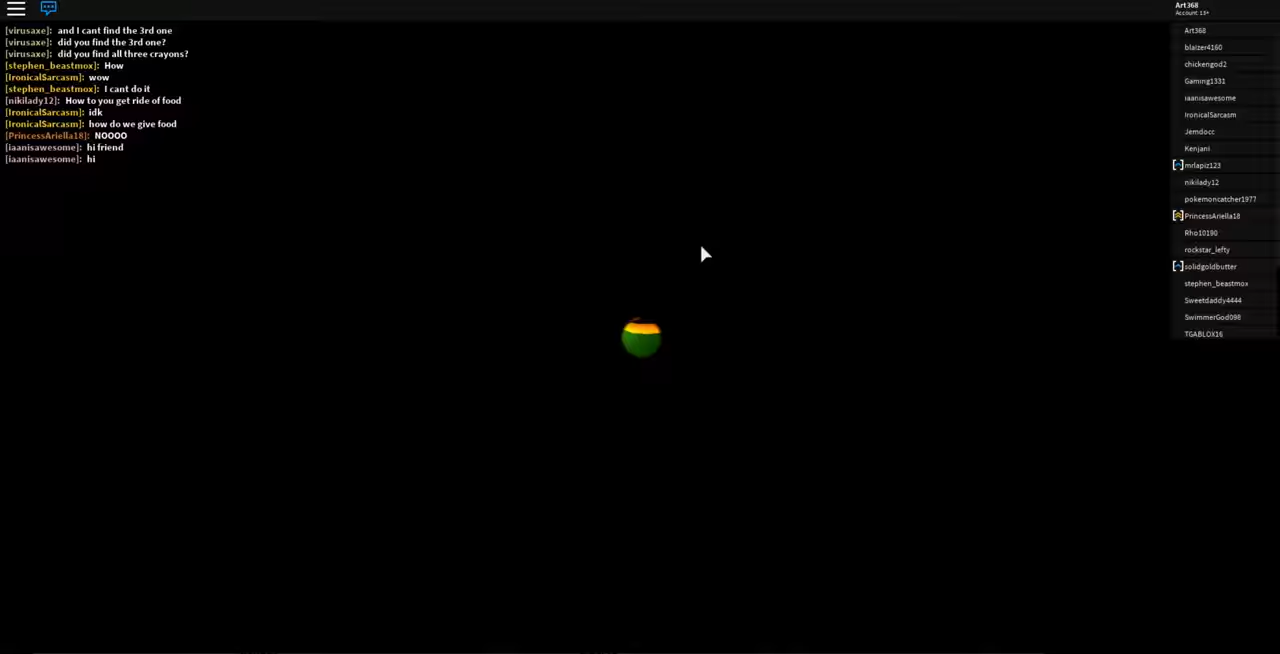 Art368
Account: 13+
[virusaxe]: and I cant find the 3rd one
[virusaxe]: did you find the 3rd one?
[virusaxe]: did you find all three crayons?
[stephen_beastmox]: How
[IronicalSarcasm]: wow
[stephen_beastmox]: I cant do it
[nikilady12]: How to you get ride of food
[IronicalSarcasm]: idk
[IronicalSarcasm]: how do we give food
[PrincessAriella18]: NOOOO
[iaanisawesome]: hi friend
[iaanisawesome]: hi
Art368
blaizer4160
chickengod2
Gaming1331
iaanisawesome
IronicalSarcasm
Jemdocc
Kenjani
mrlapiz123
nikilady12
pokemoncatcher1977
PrincessAriella18
Rho10190
rockstar_lefty
solidgoldbutter
stephen_beastmox
Sweetdaddy4444
SwimmerGod098
TGABLOX16